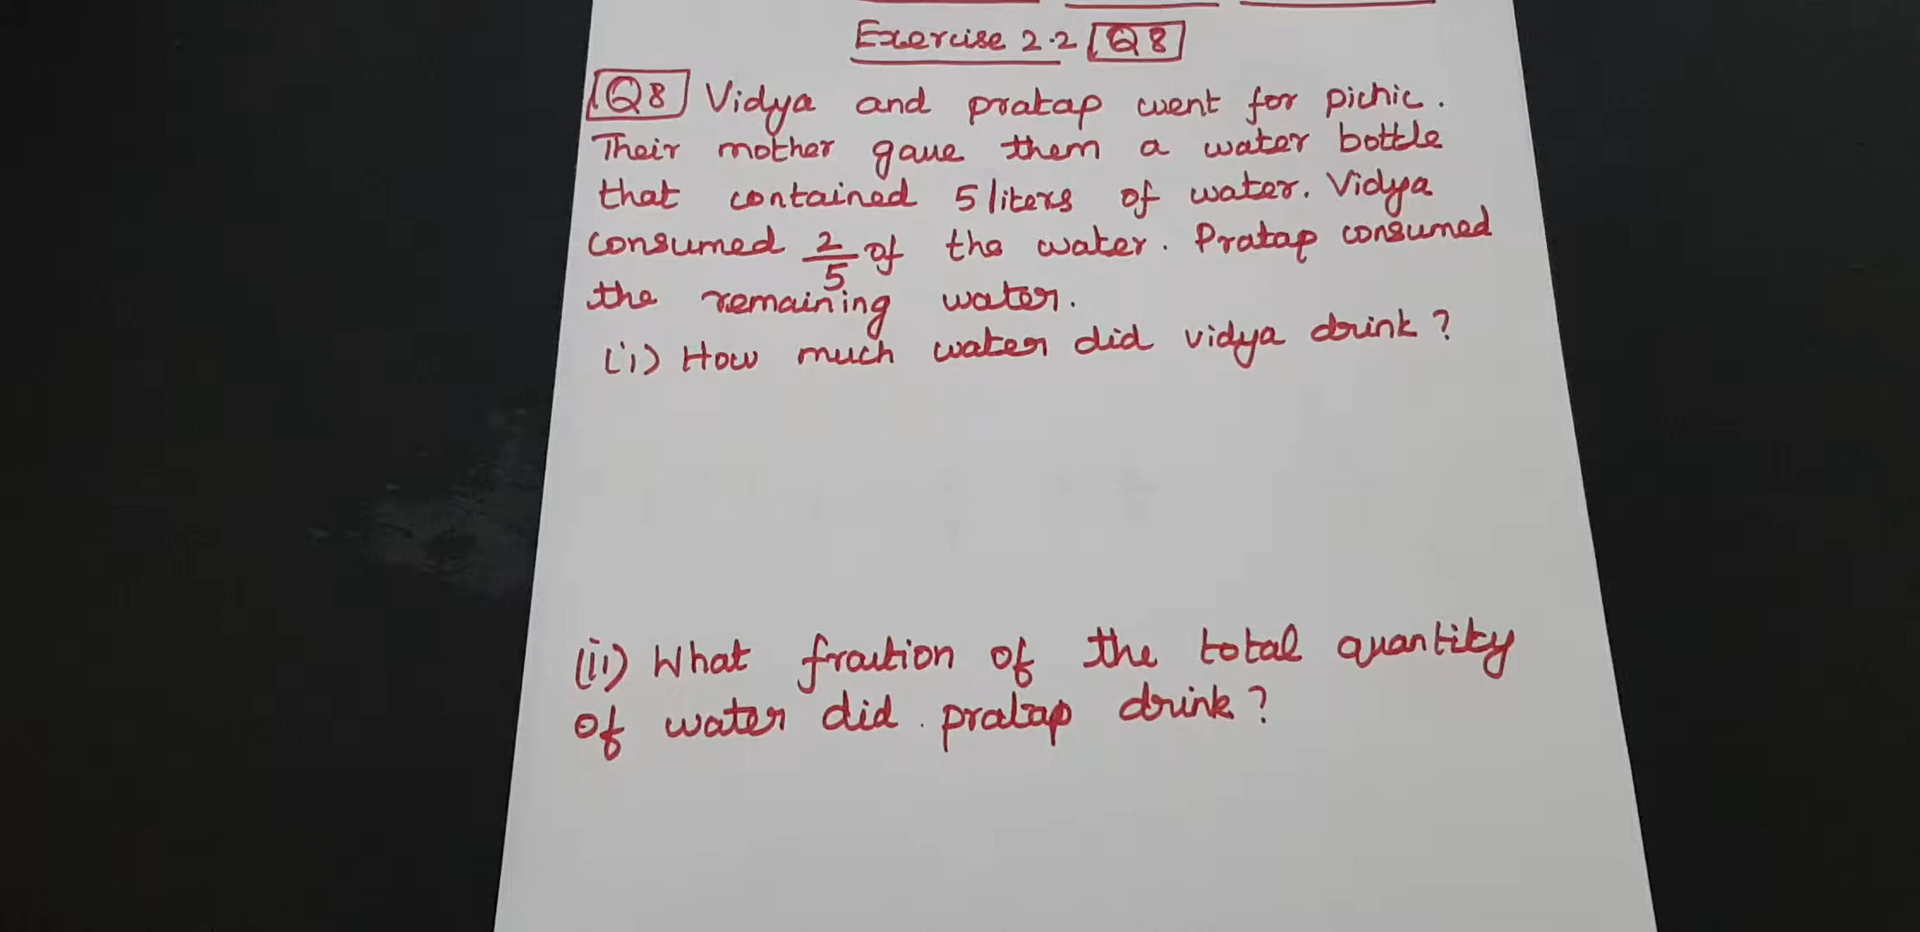 Exercise 2.2 Q8
Q8 Vidya and pratap went for picnic.
Their mother gave them a water bottle
that contained 5 liters of water. Vidya
consumed 2/5 of the water. Pratap consumed
the remaining water.
(i) How much water did vidya drink?
(ii) What fraction of the total quantity
of water did pratap drink?